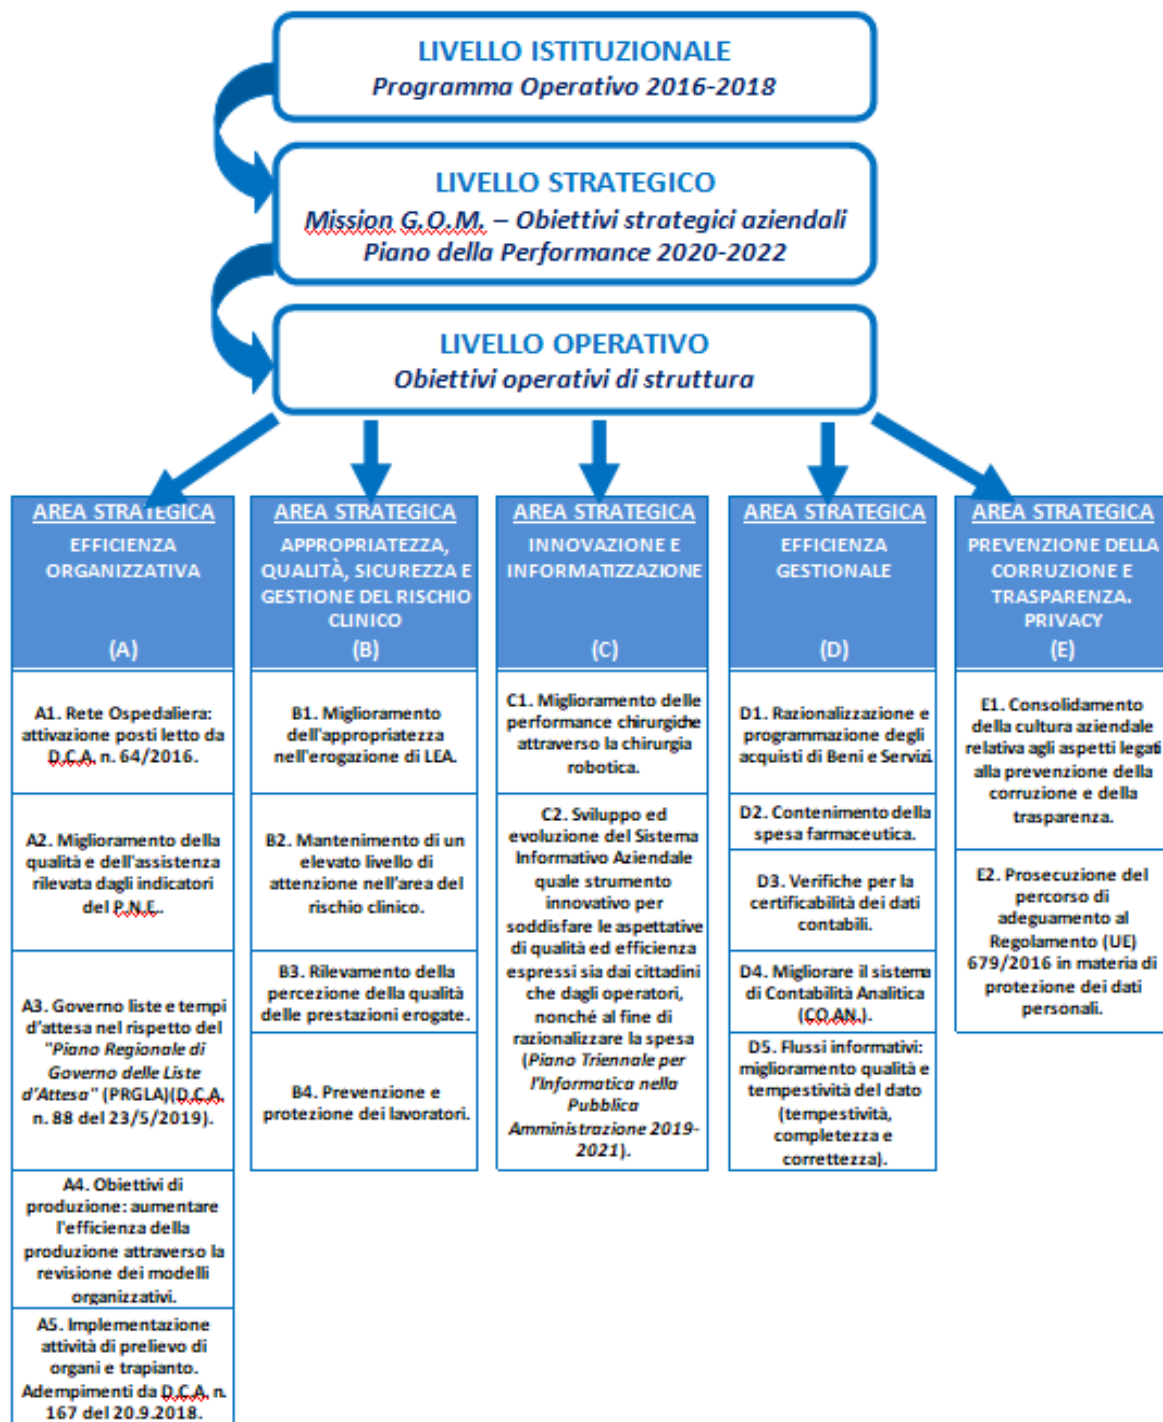 LIVELLO ISTITUZIONALE
Programma Operativo 2016-2018
LIVELLO STRATEGICO
Mission G.O.M. – Obiettivi strategici aziendali
Piano della Performance 2020-2022
LIVELLO OPERATIVO
Obiettivi operativi di struttura
AREA STRATEGICA
EFFICIENZA
ORGANIZZATIVA
(A)
A1. Rete Ospedaliera:
attivazione posti letto da
D.C.A. n. 64/2016.
A2. Miglioramento della
qualità e dell'assistenza
rilevata dagli indicatori
del P.N.E..
A3. Governo liste e tempi
d'attesa nel rispetto del
"Piano Regionale di
Governo delle Liste
d'Attesa" (PRGLA)(D.C.A.
n. 88 del 23/5/2019).
A4. Obiettivi di
produzione: aumentare
l'efficienza della
produzione attraverso la
revisione dei modelli
organizzativi.
A5. Implementazione
attività di prelievo di
organi e trapianto.
Adempimenti da D.C.A. n.
167 del 20.9.2018.
AREA STRATEGICA
APPROPRIATEZZA,
QUALITÀ, SICUREZZA E
GESTIONE DEL RISCHIO
CLINICO
(B)
B1. Miglioramento
dell'appropriatezza
nell'erogazione di LEA.
B2. Mantenimento di un
elevato livello di
attenzione nell'area del
rischio clinico.
B3. Rilevamento della
percezione della qualità
delle prestazioni erogate.
B4. Prevenzione e
protezione dei lavoratori.
AREA STRATEGICA
INNOVAZIONE E
INFORMATIZZAZIONE
(C)
C1. Miglioramento delle
performance chirurgiche
attraverso la chirurgia
robotica.
C2. Sviluppo ed
evoluzione del Sistema
Informativo Aziendale
quale strumento
innovativo per
soddisfare le aspettative
di qualità ed efficienza
espressi sia dai cittadini
che dagli operatori,
nonché al fine di
razionalizzare la spesa
(Piano Triennale per
l'Informatica nella
Pubblica
Amministrazione 2019-
2021).
AREA STRATEGICA
EFFICIENZA
GESTIONALE
(D)
D1. Razionalizzazione e
programmazione degli
acquisti di Beni e Servizi.
D2. Contenimento della
spesa farmaceutica.
D3. Verifiche per la
certificabilità dei dati
contabili.
D4. Migliorare il sistema
di Contabilità Analitica
(CO.AN.).
D5. Flussi informativi:
miglioramento qualità e
tempestività del dato
(tempestività,
completezza e
correttezza).
AREA STRATEGICA
PREVENZIONE DELLA
CORRUZIONE E
TRASPARENZA.
PRIVACY
(E)
E1. Consolidamento
della cultura aziendale
relativa agli aspetti legati
alla prevenzione della
corruzione e della
trasparenza.
E2. Prosecuzione del
percorso di
adeguamento al
Regolamento (UE)
679/2016 in materia di
protezione dei dati
personali.